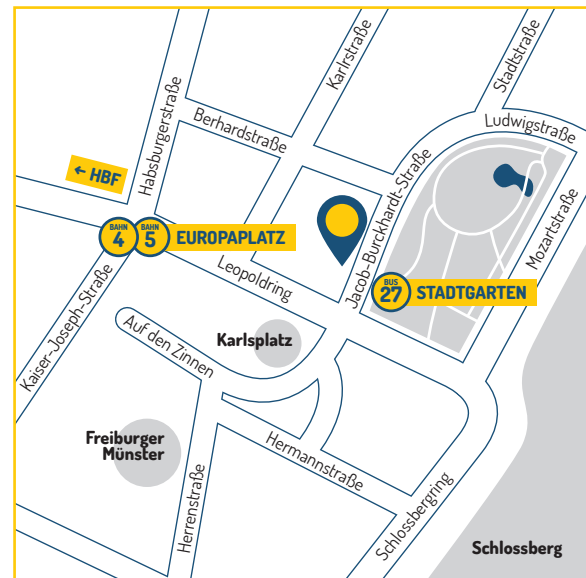 Karlrstraße
Stadtstraße
Habsburgerstraße
Berhardstraße
Ludwigstraße
← HBF
Jacob-Burckhardt-Straße
Mozartstraße
BAHN
4
BAHN
5
EUROPAPLATZ
Leopoldring
BUS
27
STADTGARTEN
Kaiser-Joseph-Straße
Auf den Zinnen
Karlsplatz
Freiburger
Münster
Hermannstraße
Herrenstraße
Schlossbergring
Schlossberg